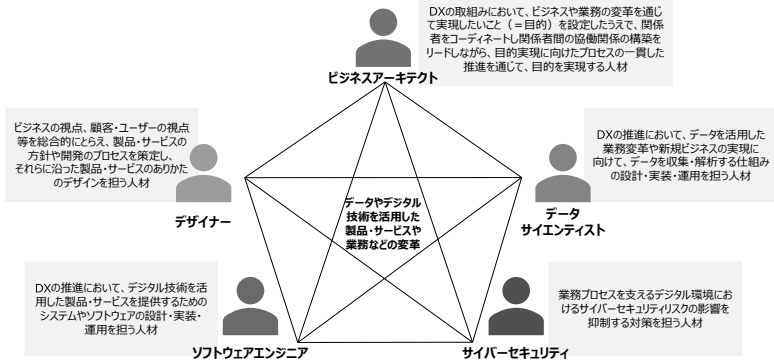 DXの取組みにおいて、ビジネスや業務の変革を通じ
て実現したいこと(=目的)を設定したうえで、関係
者をコーディネートし関係者間の協働関係の構築を
リードしながら、目的実現に向けたプロセスの一貫した
推進を通じて、目的を実現する人材
ビジネスアーキテクト
ビジネスの視点、顧客・ユーザーの視点
等を総合的にとらえ、製品・サービスの
方針や開発のプロセスを策定し、
それらに沿った製品・サービスのありかた
のデザインを担う人材
デザイナー
DXの推進において、データを活用した
業務変革や新規ビジネスの実現に
向けて、データを収集・解析する仕組み
の設計・実装・運用を担う人材
データ
サイエンティスト
データやデジタル
技術を活用した
製品・サービスや
業務などの変革
DXの推進において、デジタル技術を活
用した製品・サービスを提供するための
システムやソフトウェアの設計・実装・
運用を担う人材
ソフトウェアエンジニア
業務プロセスを支えるデジタル環境にお
けるサイバーセキュリティリスクの影響を
抑制する対策を担う人材
サイバーセキュリティ